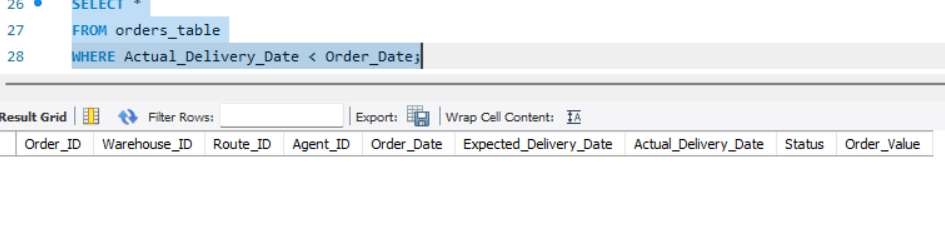 26 SELECT *
27 FROM orders_table
28 WHERE Actual_Delivery_Date < Order_Date;
Result Grid Filter Rows: Export: Wrap Cell Content: IA
Order_ID Warehouse_ID Route_ID Agent_ID Order_Date Expected_Delivery_Date Actual_Delivery_Date Status Order_Value